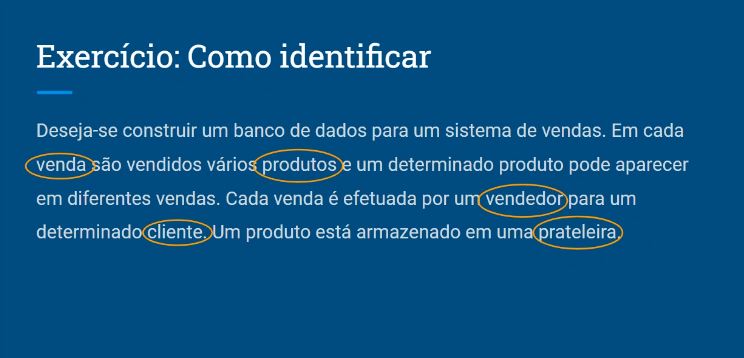 Exercício: Como identificar
Deseja-se construir um banco de dados para um sistema de vendas. Em cada
venda são vendidos vários produtos e um determinado produto pode aparecer
em diferentes vendas. Cada venda é efetuada por um vendedor para um
determinado cliente. Um produto está armazenado em uma prateleira.